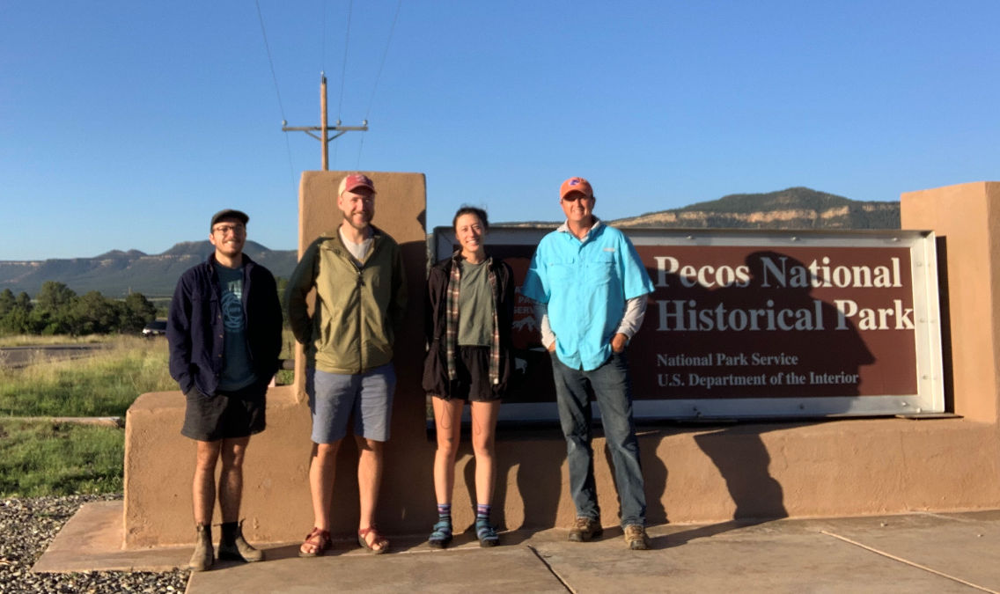 Pecos National
Historical Park
National Park Service
U.S. Department of the Interior